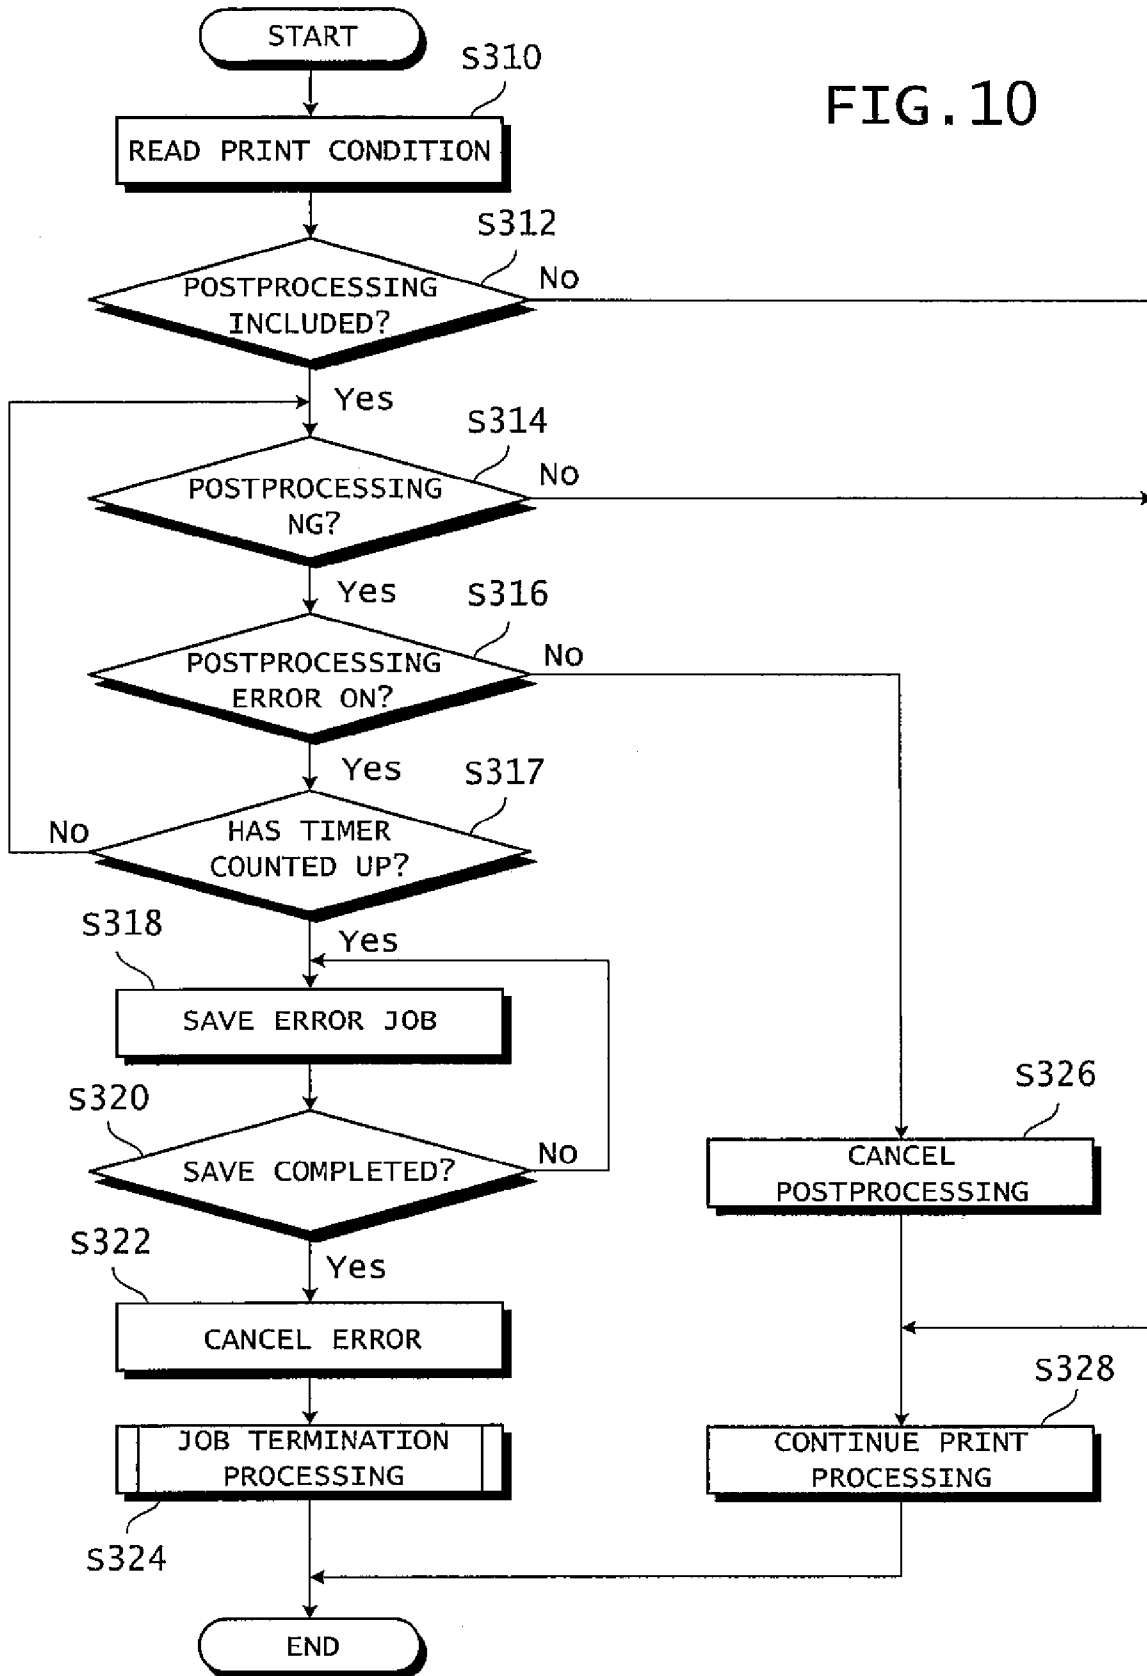 START
S310
FIG.10
READ PRINT CONDITION
S312
POSTPROCESSING
INCLUDED?
No
Yes
S314
POSTPROCESSING
NG?
No
Yes
S316
POSTPROCESSING
ERROR ON?
No
Yes
S317
HAS TIMER
COUNTED UP?
No
Yes
S318
SAVE ERROR JOB
S320
SAVE COMPLETED?
No
Yes
S326
CANCEL
POSTPROCESSING
S322
CANCEL ERROR
S328
CONTINUE PRINT
PROCESSING
JOB TERMINATION
PROCESSING
S324
END